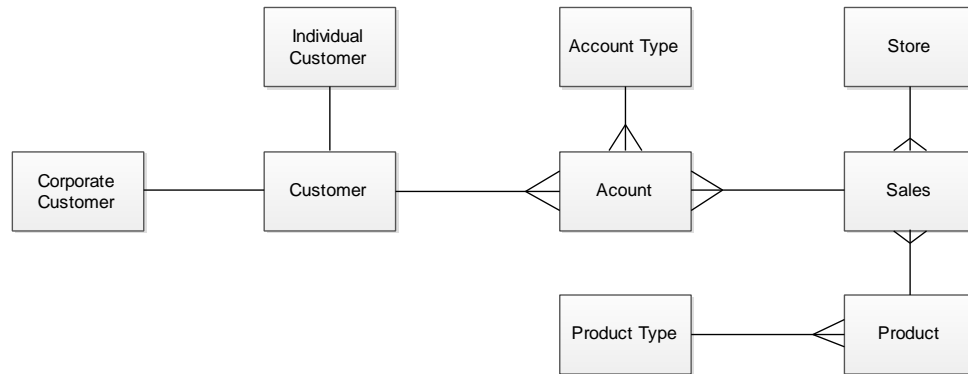 Individual
Customer
Account Type
Store
Corporate
Customer
Customer
Acount
Sales
Product Type
Product